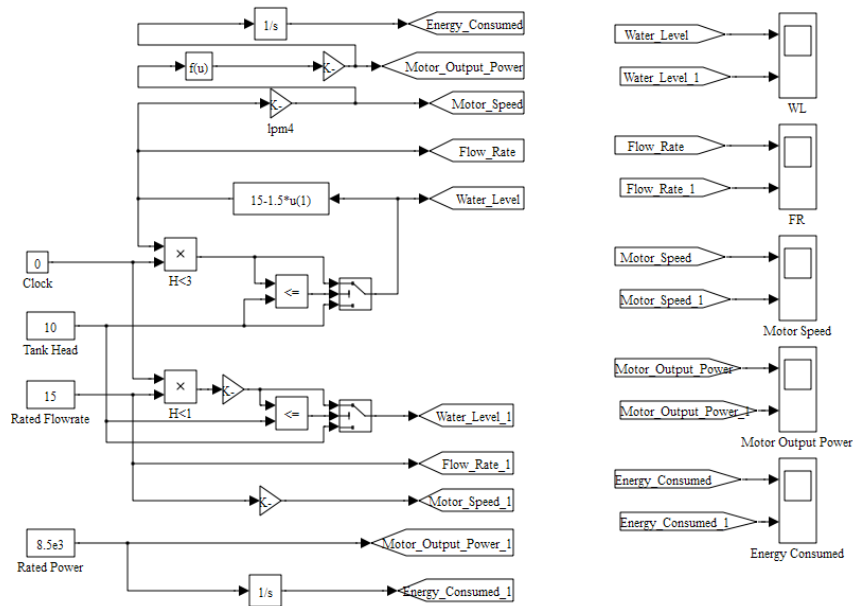 1/s
Energy_Consumed
f(u)
K-
Motor_Output_Power
K-
Motor_Speed
lpm4
Flow_Rate
15-1.5*u(1)
Water_Level
0
Clock
×
H<3
<=
10
Tank Head
15
Rated Flowrate
×
H<1
K-
<=
Water_Level_1
Flow_Rate_1
K-
Motor_Speed_1
8.5e3
Rated Power
Motor_Output_Power_1
1/s
Energy_Consumed_1
Water_Level
Water_Level_1
WL
Flow_Rate
Flow_Rate_1
FR
Motor_Speed
Motor_Speed_1
Motor Speed
Motor_Output_Power
Motor_Output_Power_1
Motor Output Power
Energy_Consumed
Energy_Consumed_1
Energy Consumed